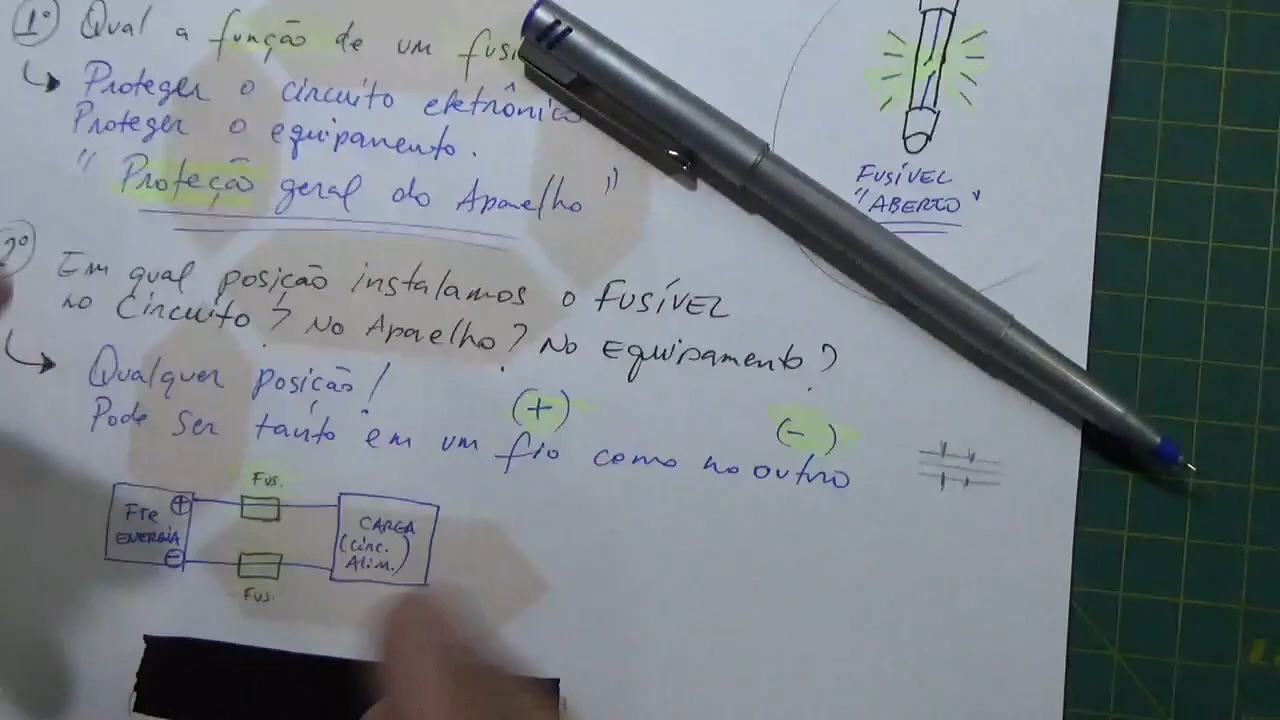 1º Qual a função de um
Proteger o circuito eletrônico
Proteger o equipamento.
"Proteção geral do Aparelho"
2º Em qual posição instalamos o FUSÍVEL
no Circuito? No Aparelho? No Equipamento?
Qualquer posição!
(+) (-)
Pode ser tanto em um fio como no outro
Fus.
FTe
ENERGIA
+
-
CARGA
(Circ.
Alim.)
Fus.
FUSÍVEL
"ABERTO"